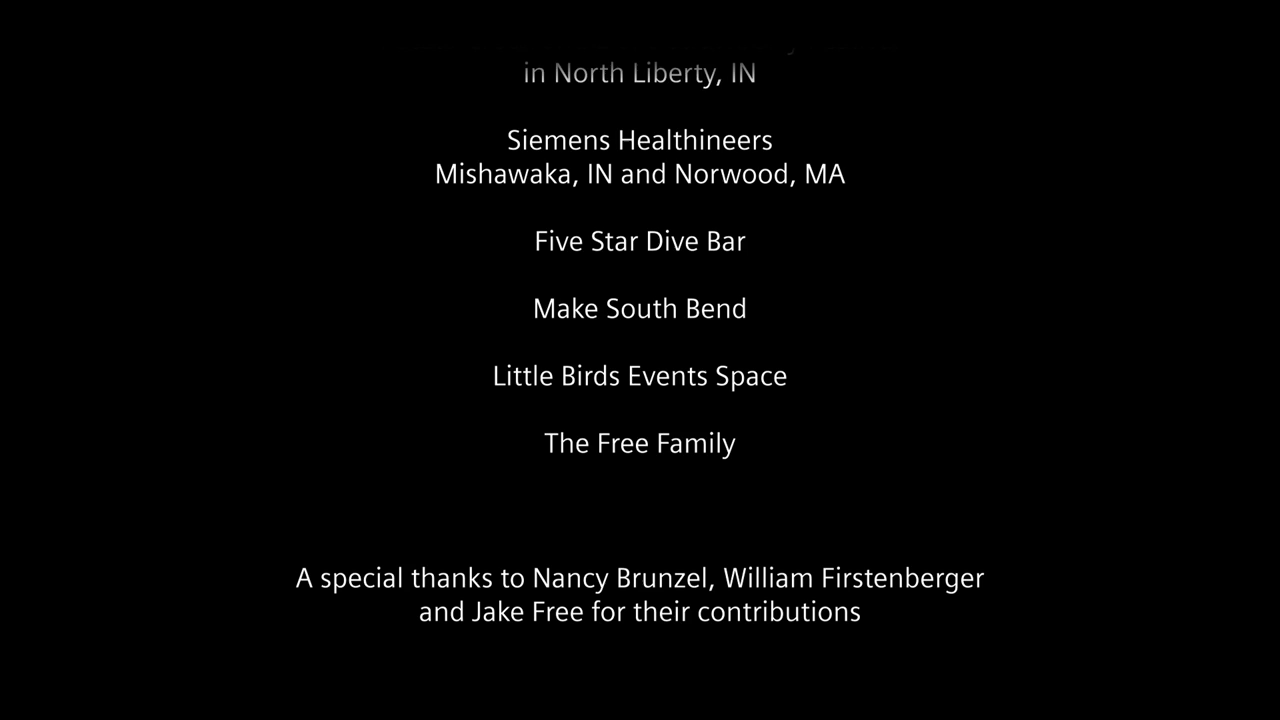 in North Liberty, IN
Siemens Healthineers
Mishawaka, IN and Norwood, MA
Five Star Dive Bar
Make South Bend
Little Birds Events Space
The Free Family
A special thanks to Nancy Brunzel, William Firstenberger
and Jake Free for their contributions